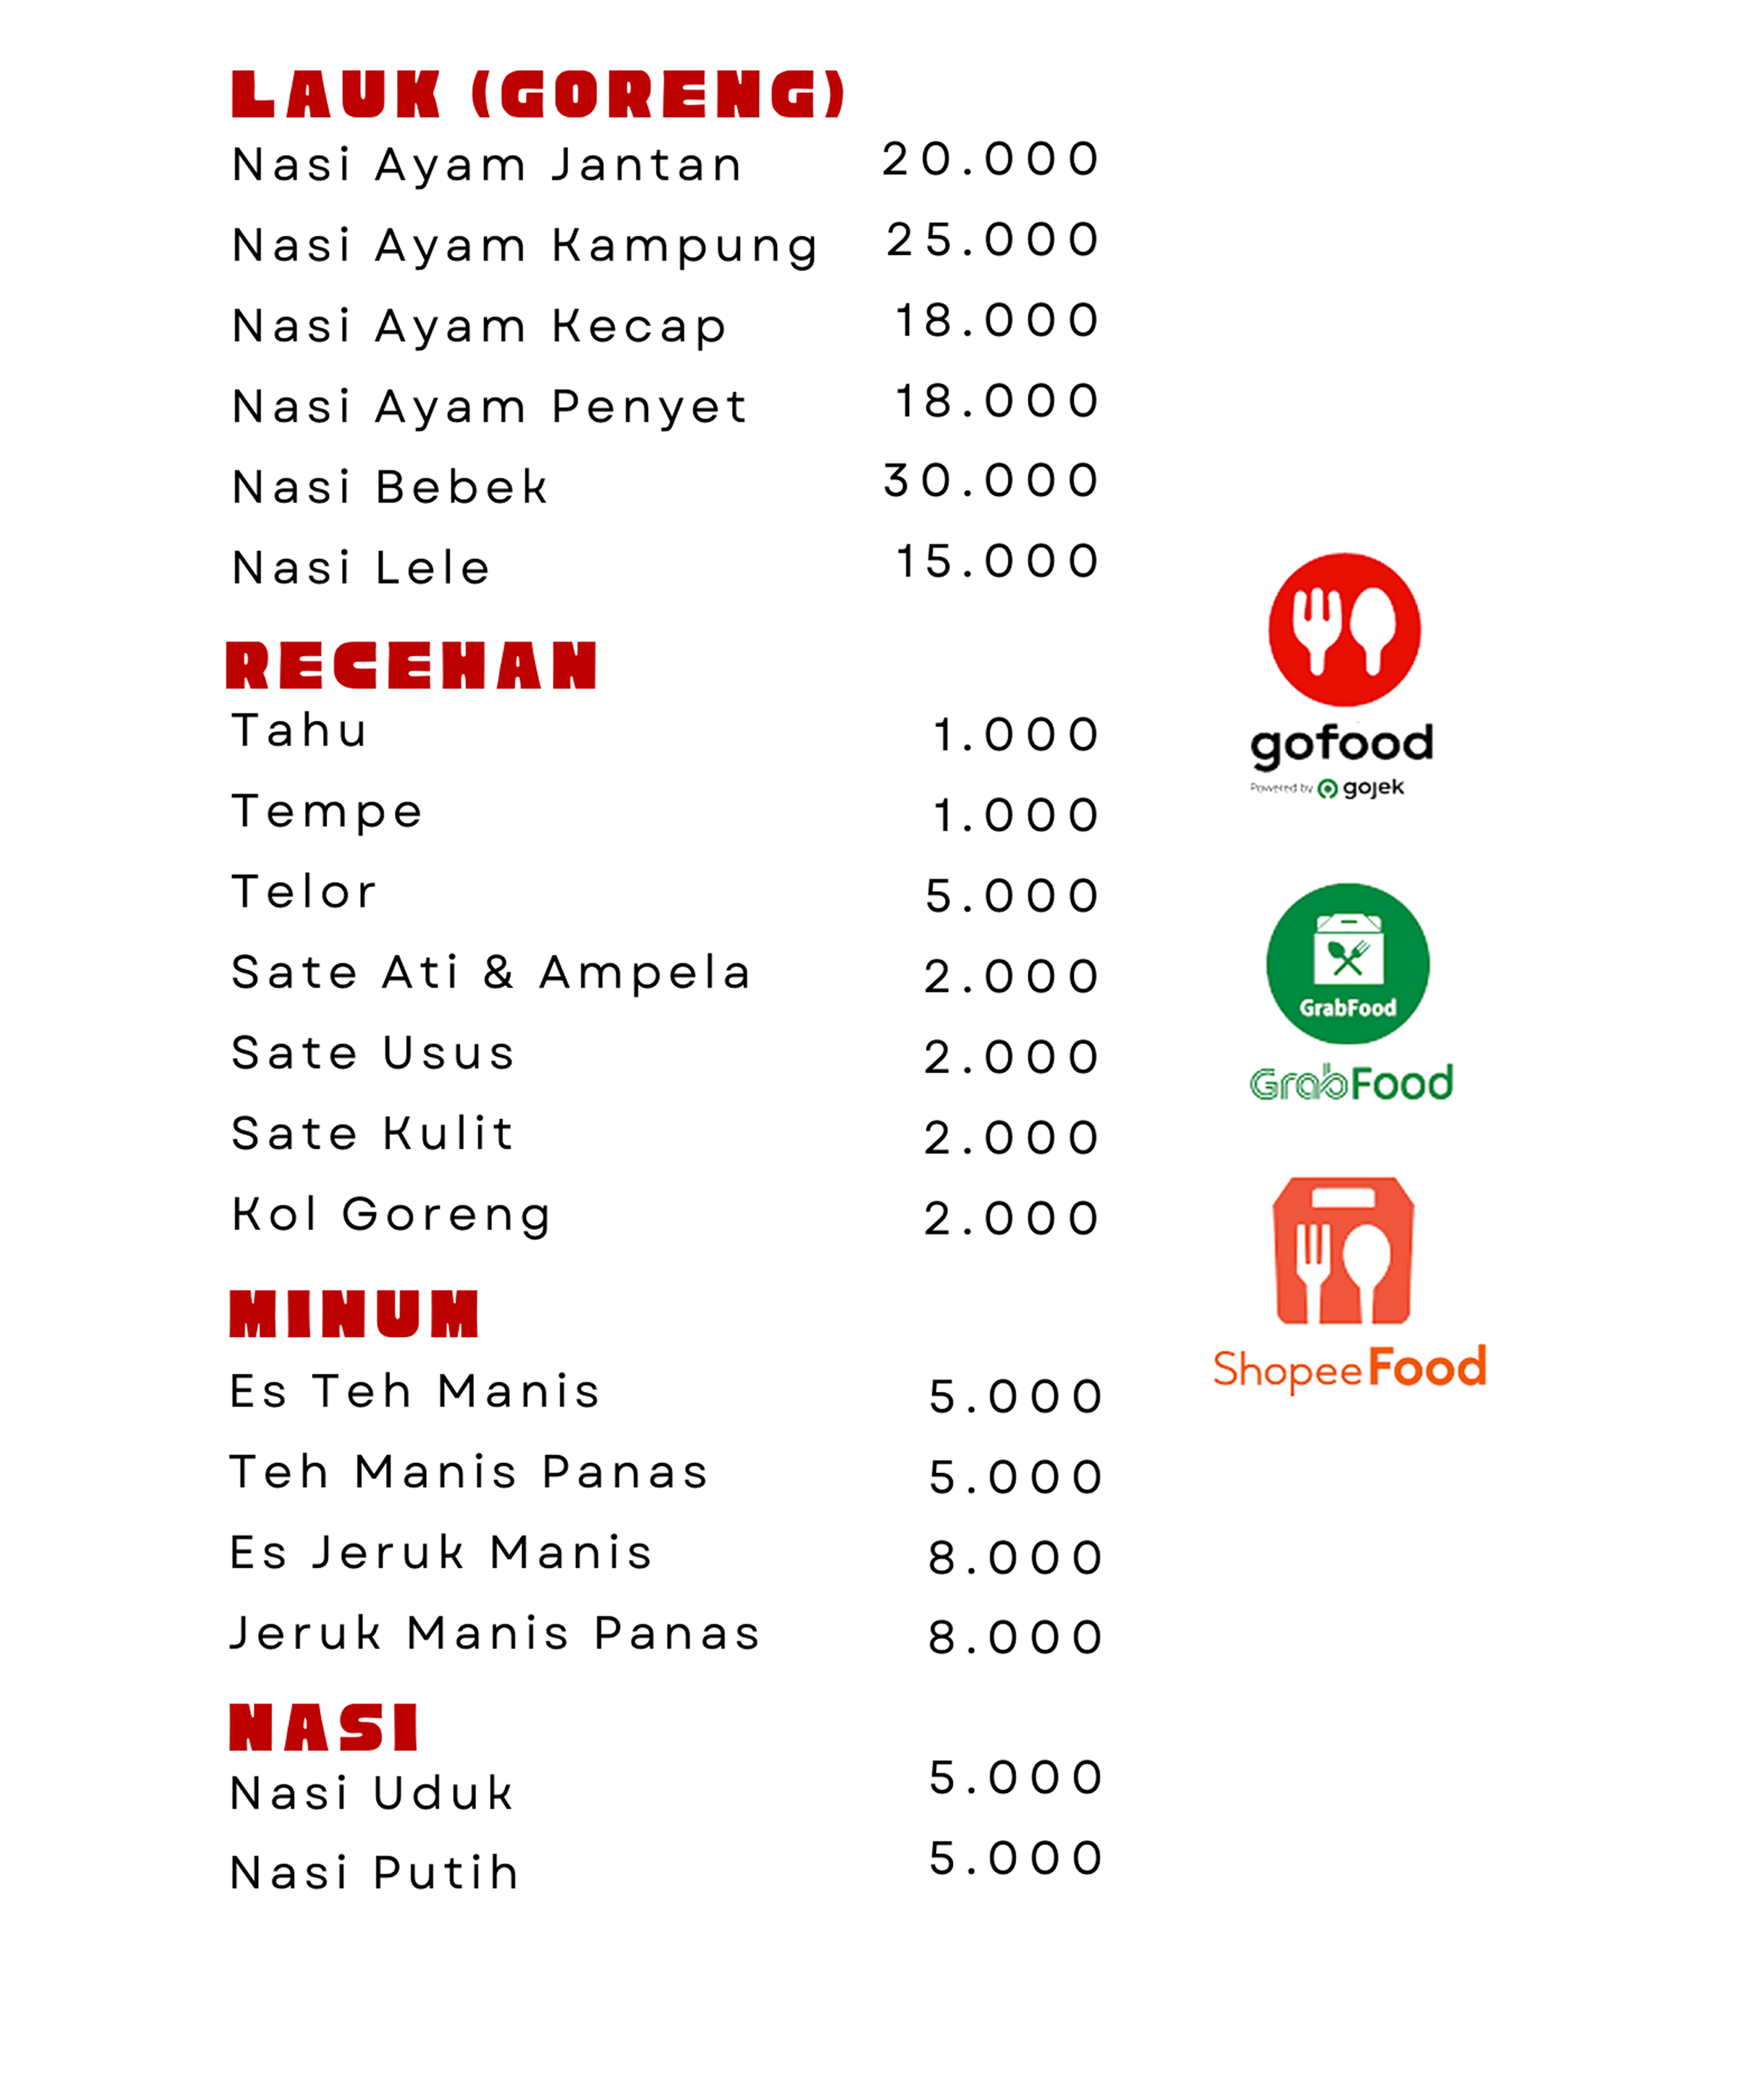 LAUK (GORENG)
Nasi Ayam Jantan 20.000
Nasi Ayam Kampung 25.000
Nasi Ayam Kecap 18.000
Nasi Ayam Penyet 18.000
Nasi Bebek 30.000
Nasi Lele 15.000
RECEHAN
Tahu 1.000
Tempe 1.000
Telor 5.000
Sate Ati & Ampela 2.000
Sate Usus 2.000
Sate Kulit 2.000
Kol Goreng 2.000
MINUM
Es Teh Manis 5.000
Teh Manis Panas 5.000
Es Jeruk Manis 8.000
Jeruk Manis Panas 8.000
NASI
Nasi Uduk 5.000
Nasi Putih 5.000
gofood
Powered by gojek
GrabFood
GrabFood
ShopeeFood